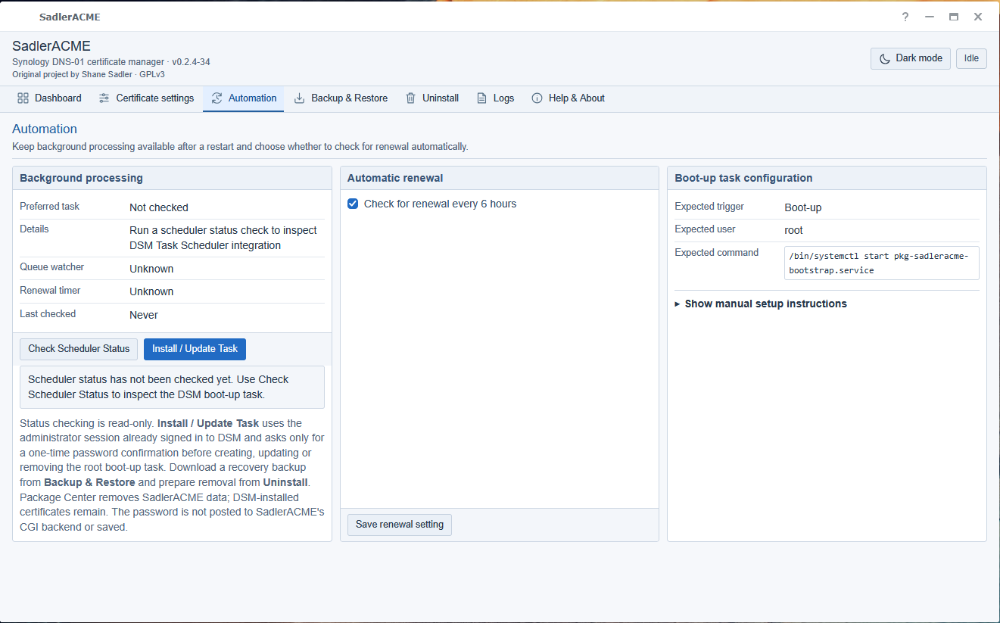 SadlerACME
SadlerACME
Synology DNS-01 certificate manager · v0.2.4-34
Original project by Shane Sadler · GPLv3
Dark mode
Idle
Dashboard
Certificate settings
Automation
Backup & Restore
Uninstall
Logs
Help & About
Automation
Keep background processing available after a restart and choose whether to check for renewal automatically.
Background processing
Preferred task
Not checked
Details
Run a scheduler status check to inspect
DSM Task Scheduler integration
Queue watcher
Unknown
Renewal timer
Unknown
Last checked
Never
Check Scheduler Status
Install / Update Task
Scheduler status has not been checked yet. Use Check
Scheduler Status to inspect the DSM boot-up task.
Status checking is read-only. Install / Update Task uses the
administrator session already signed in to DSM and asks only for
a one-time password confirmation before creating, updating or
removing the root boot-up task. Download a recovery backup
from Backup & Restore and prepare removal from Uninstall.
Package Center removes SadlerACME data; DSM-installed
certificates remain. The password is not posted to SadlerACME's
CGI backend or saved.
Automatic renewal
Check for renewal every 6 hours
Save renewal setting
Boot-up task configuration
Expected trigger
Boot-up
Expected user
root
Expected command
/bin/systemctl start pkg-sadleracme-
bootstrap.service
Show manual setup instructions